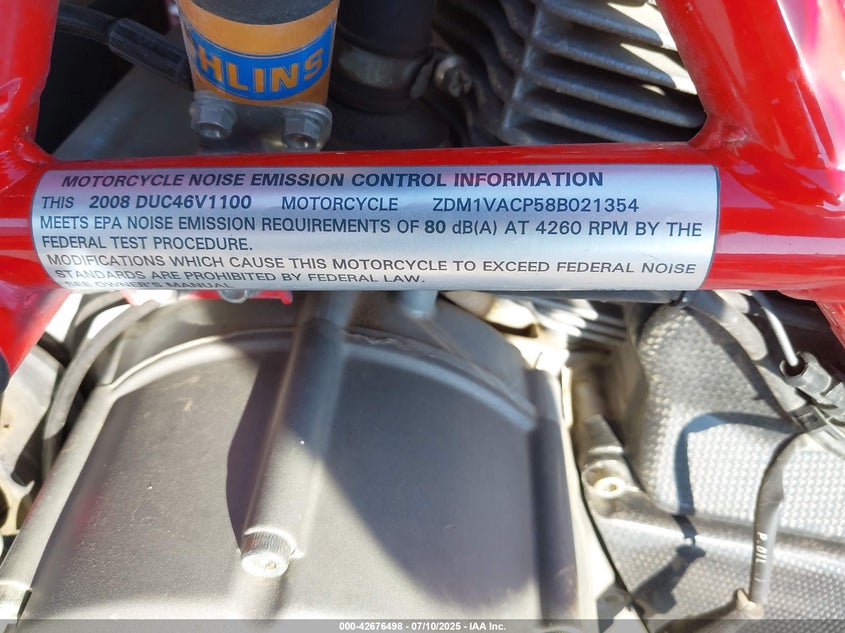 HLINS
MOTORCYCLE NOISE EMISSION CONTROL INFORMATION
THIS 2008 DUC46V1100 MOTORCYCLE ZDM1VACP58B021354
MEETS EPA NOISE EMISSION REQUIREMENTS OF 80 dB(A) AT 4260 RPM BY THE
FEDERAL TEST PROCEDURE.
MODIFICATIONS WHICH CAUSE THIS MOTORCYCLE TO EXCEED FEDERAL NOISE
STANDARDS ARE PROHIBITED BY FEDERAL LAW.
SEE OWNER'S MANUAL
P. OIL
000-42676498 - 07/10/2025 - IAA Inc.